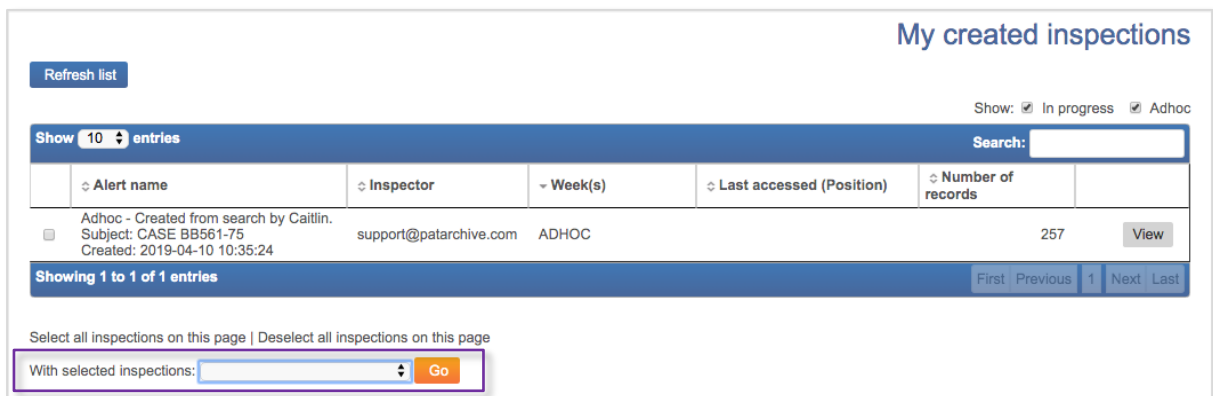 My created inspections
Refresh list
Show: In progress Adhoc
Show 10 entries Search:
Alert name Inspector Week(s) Last accessed (Position) Number of records
Adhoc - Created from search by Caitlin.
Subject: CASE BB561-75
Created: 2019-04-10 10:35:24
support@patarchive.com ADHOC 257 View
Showing 1 to 1 of 1 entries First Previous 1 Next Last
Select all inspections on this page | Deselect all inspections on this page
With selected inspections: Go